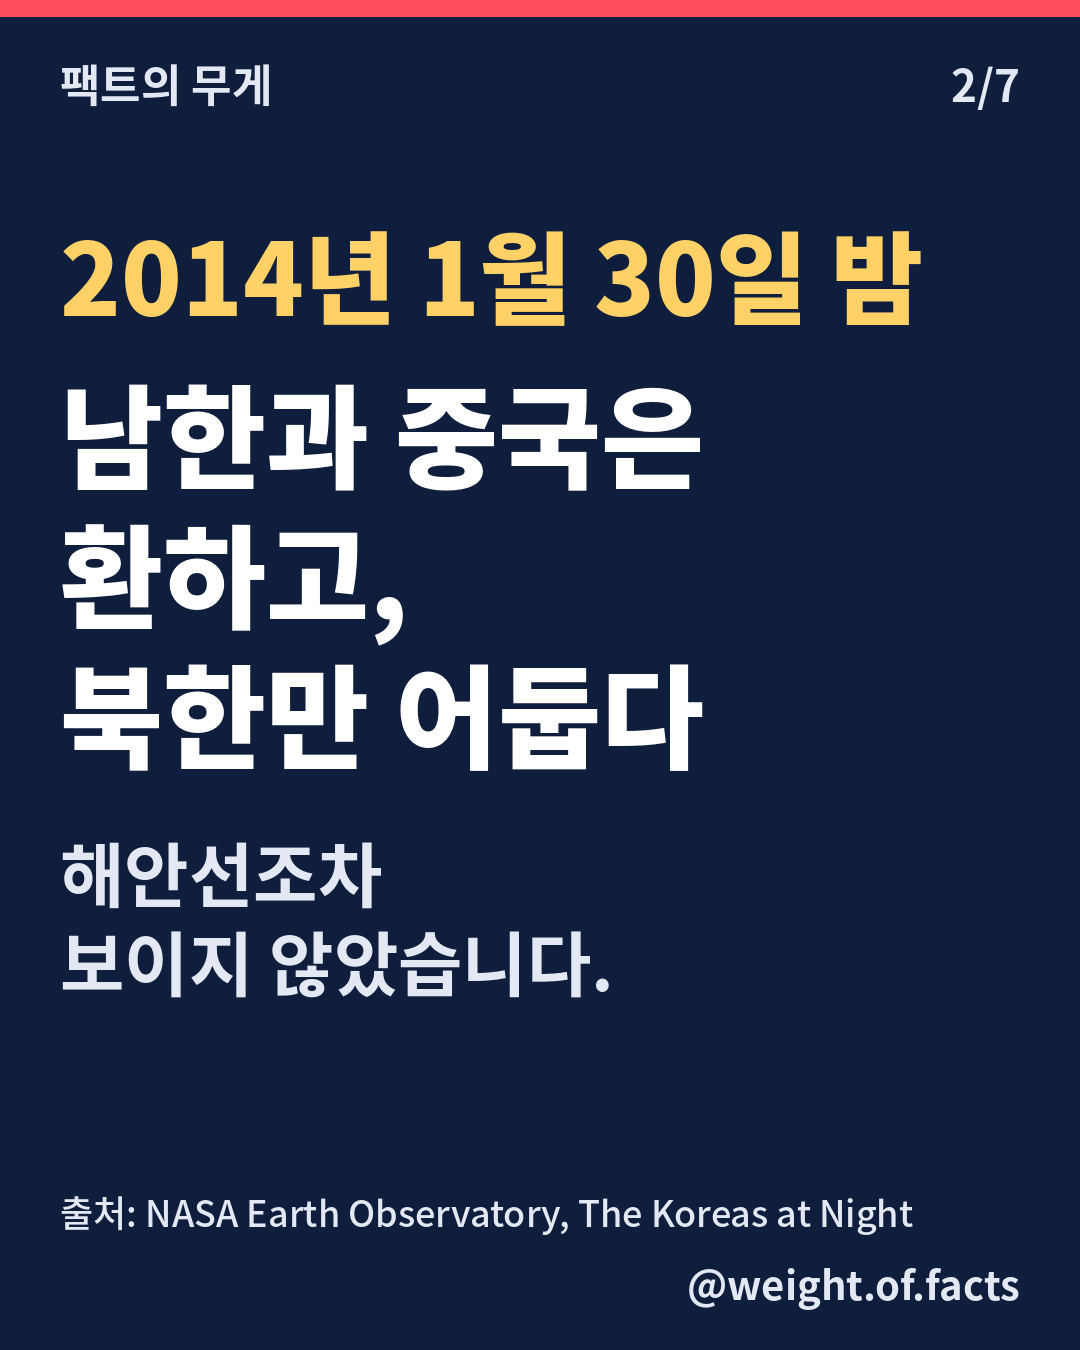 팩트의 무게
2/7
2014년 1월 30일 밤
남한과 중국은
환하고,
북한만 어둡다
해안선조차
보이지 않았습니다.
출처: NASA Earth Observatory, The Koreas at Night
@weight.of.facts